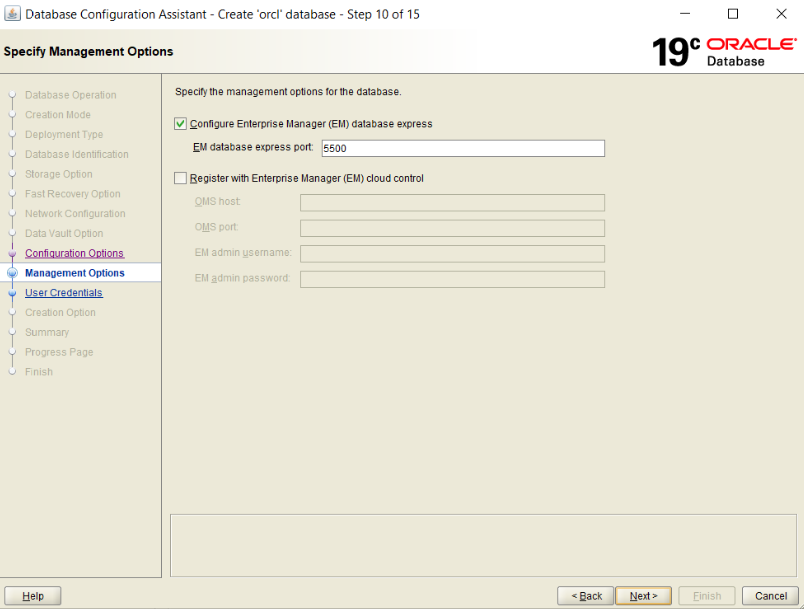 Database Configuration Assistant - Create 'orcl' database - Step 10 of 15
Specify Management Options
19c ORACLE
Database
Database Operation
Creation Mode
Deployment Type
Database Identification
Storage Option
Fast Recovery Option
Network Configuration
Data Vault Option
Configuration Options
Management Options
User Credentials
Creation Option
Summary
Progress Page
Finish
Specify the management options for the database.
Configure Enterprise Manager (EM) database express
EM database express port: 5500
Register with Enterprise Manager (EM) cloud control
OMS host:
OMS port:
EM admin username:
EM admin password:
Help
< Back
Next >
Finish
Cancel